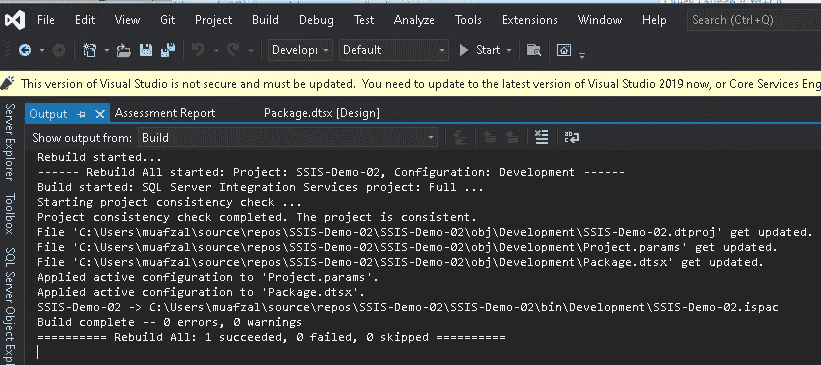 File Edit View Git Project Build Debug Test Analyze Tools Extensions Window Help Search (Ctrl+Q)
Developı Default Start
This version of Visual Studio is not secure and must be updated. You need to update to the latest version of Visual Studio 2019 now, or Core Services Eng
Output Assessment Report Package.dtsx [Design]
Show output from: Build
Rebuild started...
------ Rebuild All started: Project: SSIS-Demo-02, Configuration: Development ------
Build started: SQL Server Integration Services project: Full ...
Starting project consistency check ...
Project consistency check completed. The project is consistent.
File 'C:\Users\muafzal\source\repos\SSIS-Demo-02\SSIS-Demo-02\obj\Development\SSIS-Demo-02.dtproj' get updated.
File 'C:\Users\muafzal\source\repos\SSIS-Demo-02\SSIS-Demo-02\obj\Development\Project.params' get updated.
File 'C:\Users\muafzal\source\repos\SSIS-Demo-02\SSIS-Demo-02\obj\Development\Package.dtsx' get updated.
Applied active configuration to 'Project.params'.
Applied active configuration to 'Package.dtsx'.
SSIS-Demo-02 -> C:\Users\muafzal\source\repos\SSIS-Demo-02\SSIS-Demo-02\bin\Development\SSIS-Demo-02.ispac
Build complete -- 0 errors, 0 warnings
========== Rebuild All: 1 succeeded, 0 failed, 0 skipped ==========
Server Explorer
Toolbox
SQL Server Object Expl